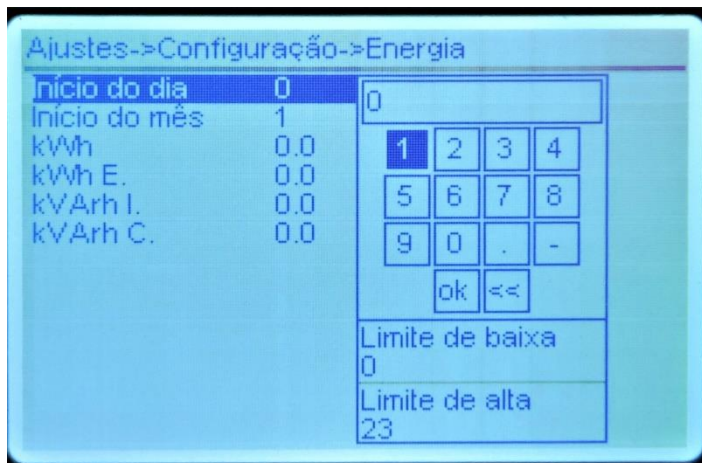 Ajustes->Configuração->Energia
Início do dia 0
Início do mês 1
kWh 0.0
kWh E. 0.0
kVArh I. 0.0
kVArh C. 0.0
0
1 2 3 4
5 6 7 8
9 0 . -
ok <<
Limite de baixa
0
Limite de alta
23